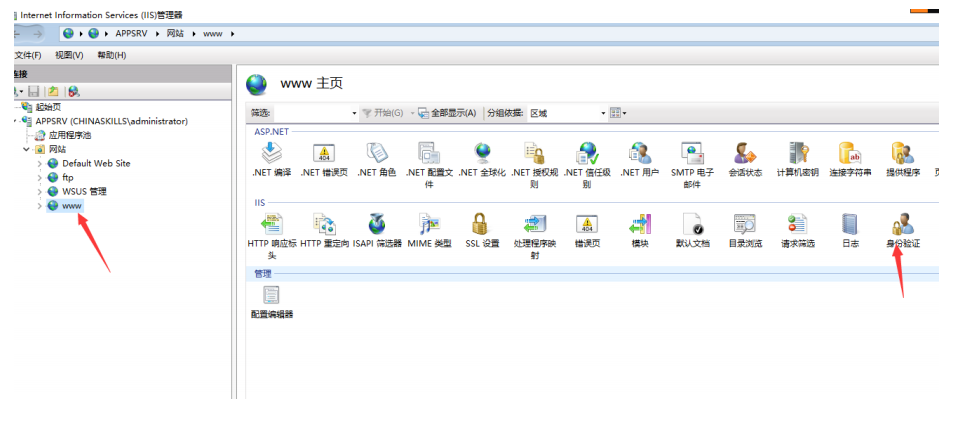 Internet Information Services (IIS)管理器
APPSRV 网站 www
文件(F) 视图(V) 帮助(H)
连接
起始页
APPSRV (CHINASKILLS\administrator)
应用程序池
网站
Default Web Site
ftp
WSUS 管理
www
www 主页
筛选: 开始(G) 全部显示(A) 分组依据: 区域
ASP.NET
.NET 编译 .NET 错误页 .NET 角色 .NET 配置文件 .NET 全球化 .NET 授权规则 .NET 信任级别 .NET 用户 SMTP 电子邮件 会话状态 计算机密钥 连接字符串 提供程序
IIS
HTTP 响应标头 HTTP 重定向 ISAPI 筛选器 MIME 类型 SSL 设置 处理程序映射 错误页 模块 默认文档 目录浏览 请求筛选 日志 身份验证
管理
配置编辑器